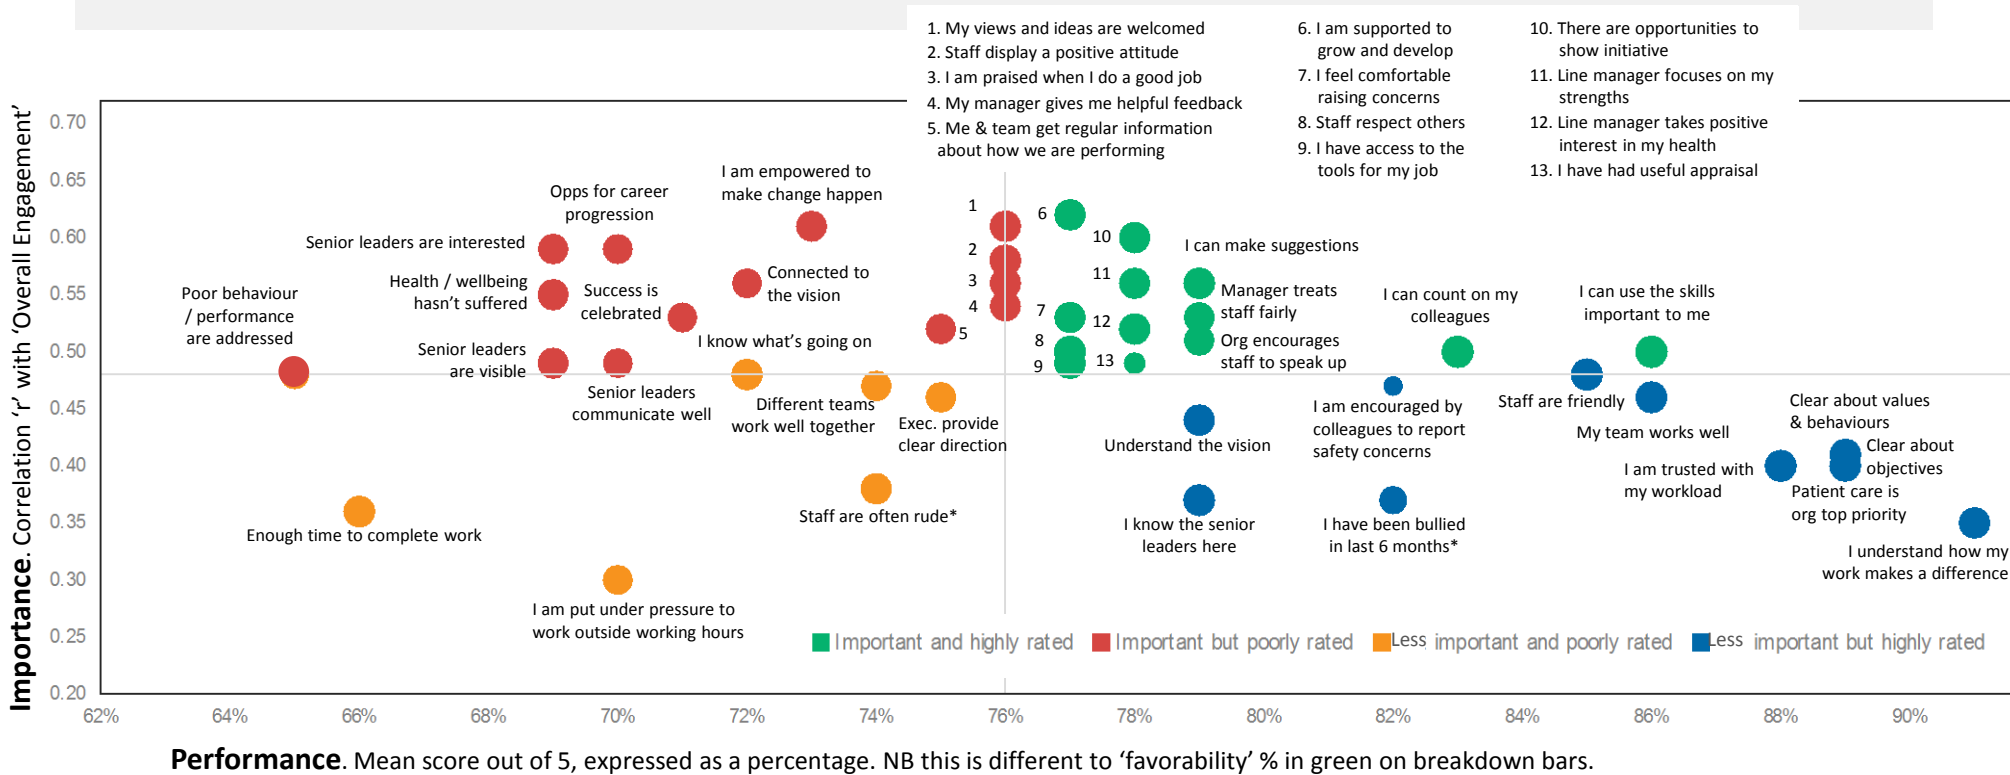 1. My views and ideas are welcomed
2. Staff display a positive attitude
3. I am praised when I do a good job
4. My manager gives me helpful feedback
5. Me & team get regular information
about how we are performing
6. I am supported to
grow and develop
7. I feel comfortable
raising concerns
8. Staff respect others
9. I have access to the
tools for my job
10. There are opportunities to
show initiative
11. Line manager focuses on my
strengths
12. Line manager takes positive
interest in my health
13. I have had useful appraisal
Importance. Correlation ‘r’ with ‘Overall Engagement’
0.70
0.65
0.60
0.55
0.50
0.45
0.40
0.35
0.30
0.25
0.20
I am empowered to
make change happen
Opps for career
progression
Senior leaders are interested
Health / wellbeing
hasn’t suffered
Success is
celebrated
Connected to
the vision
Poor behaviour
/ performance
are addressed
Senior leaders
are visible
I know what’s going on
Senior leaders
communicate well
Different teams
work well together
Exec. provide
clear direction
Staff are often rude*
Enough time to complete work
I am put under pressure to
work outside working hours
1
2
3
4
5
6
7
8
9
10
11
12
13
I can make suggestions
Manager treats
staff fairly
Org encourages
staff to speak up
I can count on my
colleagues
I can use the skills
important to me
Staff are friendly
My team works well
I am encouraged by
colleagues to report
safety concerns
Understand the vision
I know the senior
leaders here
I have been bullied
in last 6 months*
Clear about values
& behaviours
Clear about
objectives
I am trusted with
my workload
Patient care is
org top priority
I understand how my
work makes a difference
Important and highly rated
Important but poorly rated
Less important and poorly rated
Less important but highly rated
62%
64%
66%
68%
70%
72%
74%
76%
78%
80%
82%
84%
86%
88%
90%
Performance. Mean score out of 5, expressed as a percentage. NB this is different to ‘favorability’ % in green on breakdown bars.